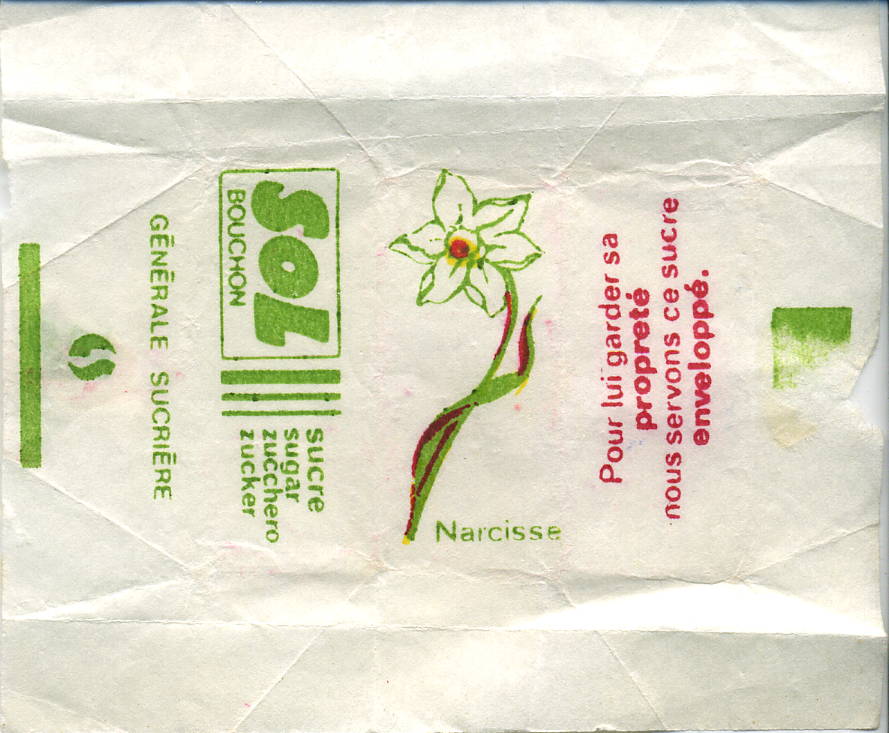 GÉNÉRALE SUCRIÈRE
SOL
BOUCHON
sucre
sugar
zucchero
zucker
Narcisse
Pour lui garder sa
propreté
nous servons ce sucre
enveloppé.